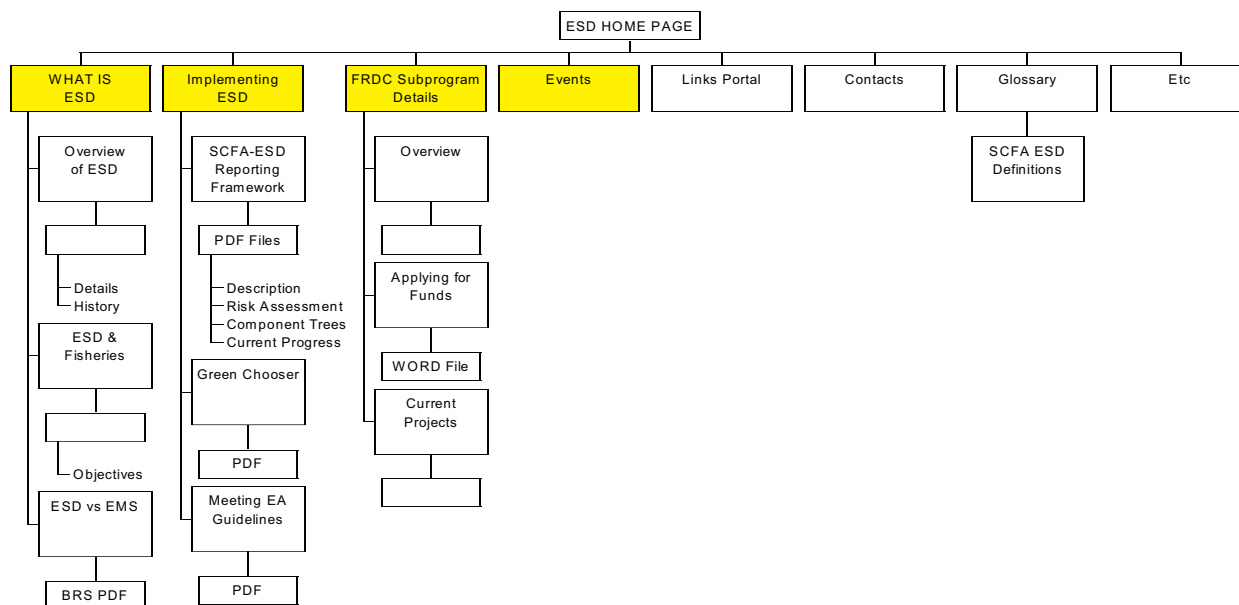 ESD HOME PAGE
WHAT IS
ESD
Implementing
ESD
FRDC Subprogram
Details
Events
Links Portal
Contacts
Glossary
Etc
Overview
of ESD
Details
History
ESD &
Fisheries
Objectives
ESD vs EMS
BRS PDF
SCFA-ESD
Reporting
Framework
PDF Files
Description
Risk Assessment
Component Trees
Current Progress
Green Chooser
PDF
Meeting EA
Guidelines
PDF
Overview
Applying for
Funds
WORD File
Current
Projects
SCFA ESD
Definitions